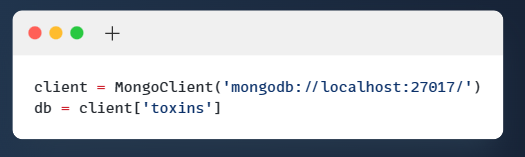 client = MongoClient('mongodb://localhost:27017/')
db = client['toxins']